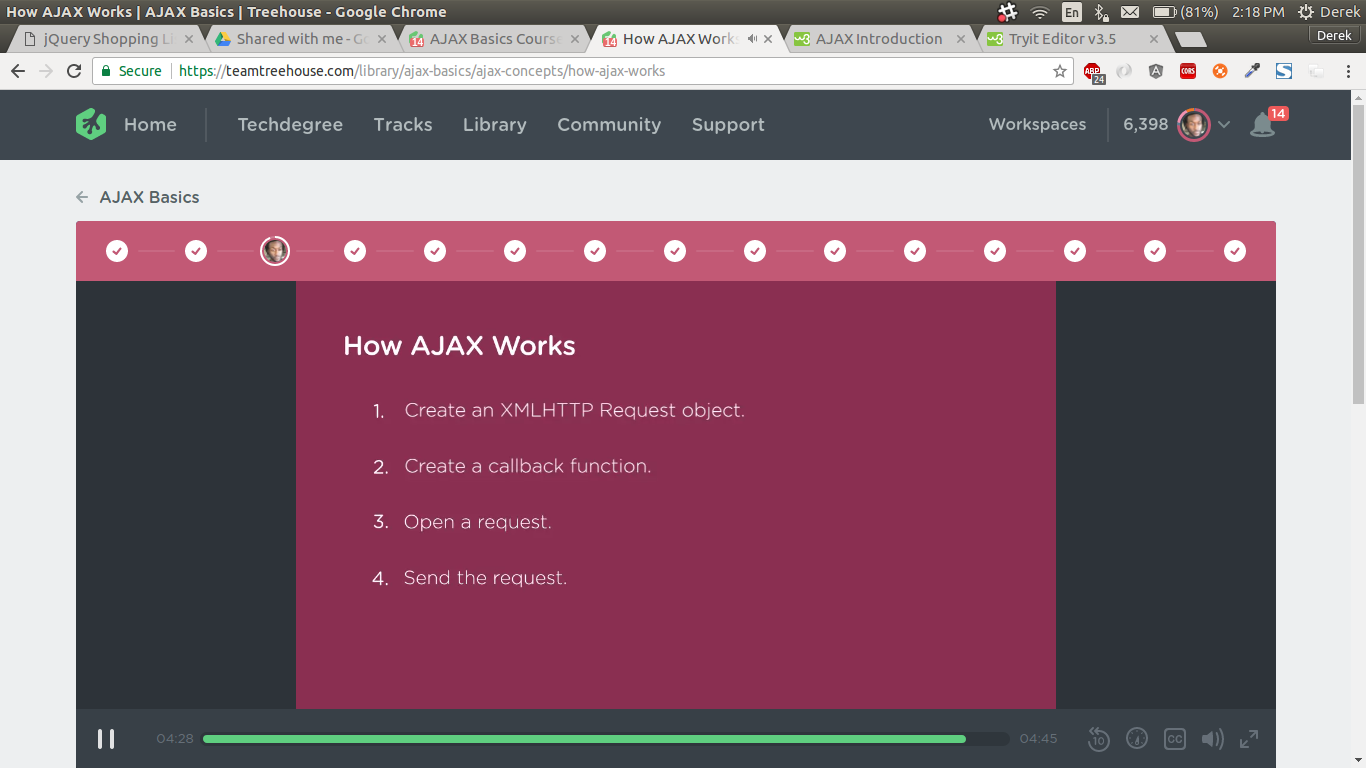 How AJAX Works | AJAX Basics | Treehouse - Google Chrome
En (81%) 2:18 PM Derek
jQuery Shopping Li
Shared with me - Go
AJAX Basics Course
How AJAX Work
AJAX Introduction
Tryit Editor v3.5
Derek
Secure https://teamtreehouse.com/library/ajax-basics/ajax-concepts/how-ajax-works
ABP 24 CORS
Home Techdegree Tracks Library Community Support Workspaces 6,398 14
AJAX Basics
How AJAX Works
1. Create an XMLHTTP Request object.
2. Create a callback function.
3. Open a request.
4. Send the request.
04:28 04:45 10 CC